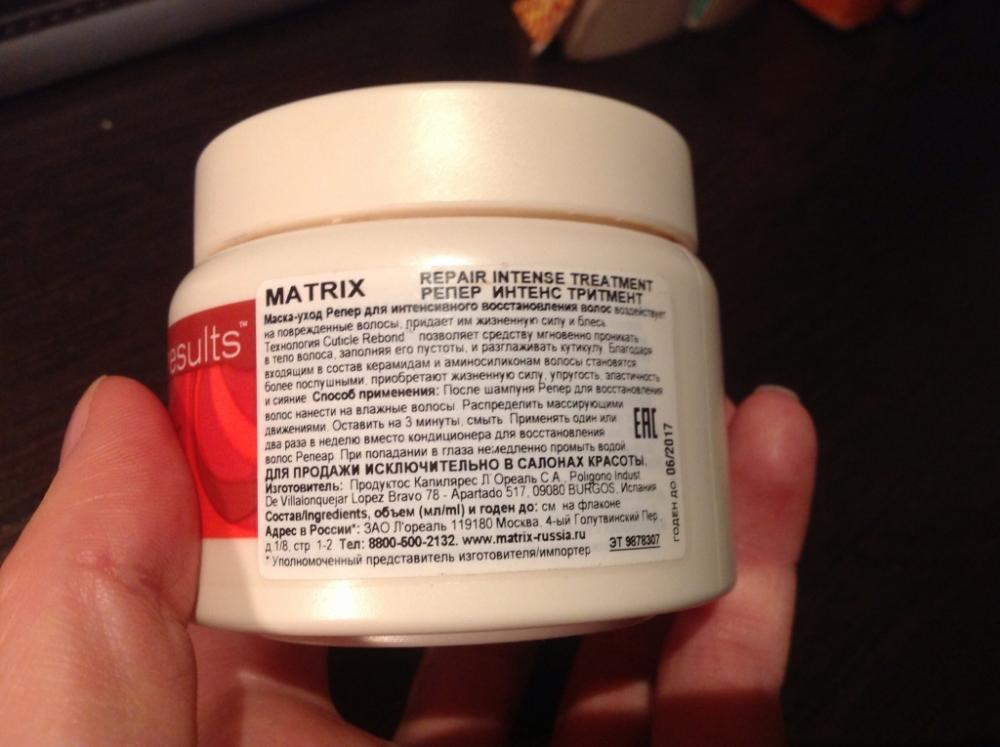 MATRIX
REPAIR INTENSE TREATMENT
РЕПЕР ИНТЕНС ТРИТМЕНТ
esults™
Маска-уход Репер для интенсивного восстановления волос воздействует
на поврежденные волосы, придает им жизненную силу и блеск
Технология Cuticle Rebond™ позволяет средству мгновенно проникать
в тело волоса, заполняя его пустоты, и разглаживать кутикулу. Благодаря
входящим в состав керамидам и аминосиликонам волосы становятся
более послушными, приобретают жизненную силу, упругость, эластичность
и сияние. Способ применения: После шампуня Репер для восстановления
волос нанести на влажные волосы. Распределить массирующими
движениями. Оставить на 3 минуты, смыть. Применять один или
два раза в неделю вместо кондиционера для восстановления
волос Репеар. При попадании в глаза немедленно промыть водой.
ДЛЯ ПРОДАЖИ ИСКЛЮЧИТЕЛЬНО В САЛОНАХ КРАСОТЫ.
Изготовитель: Продуктос Капилярес Л'Ореаль С.А., Poligono Indust.
De Villalonquejar Lopez Bravo 78 - Apartado 517, 09080 BURGOS, Испания
Состав/Ingredients, объем (мл/ml) и годен до: см. на флаконе
Адрес в России*: ЗАО Л'ореаль 119180 Москва, 4-ый Голутвинский Пер.,
д.1/8, стр. 1-2. Тел: 8800-500-2132. www.matrix-russia.ru
* Уполномоченный представитель изготовителя/импортер
ЭТ 9878307
EAC
ГОДЕН ДО 06/2017